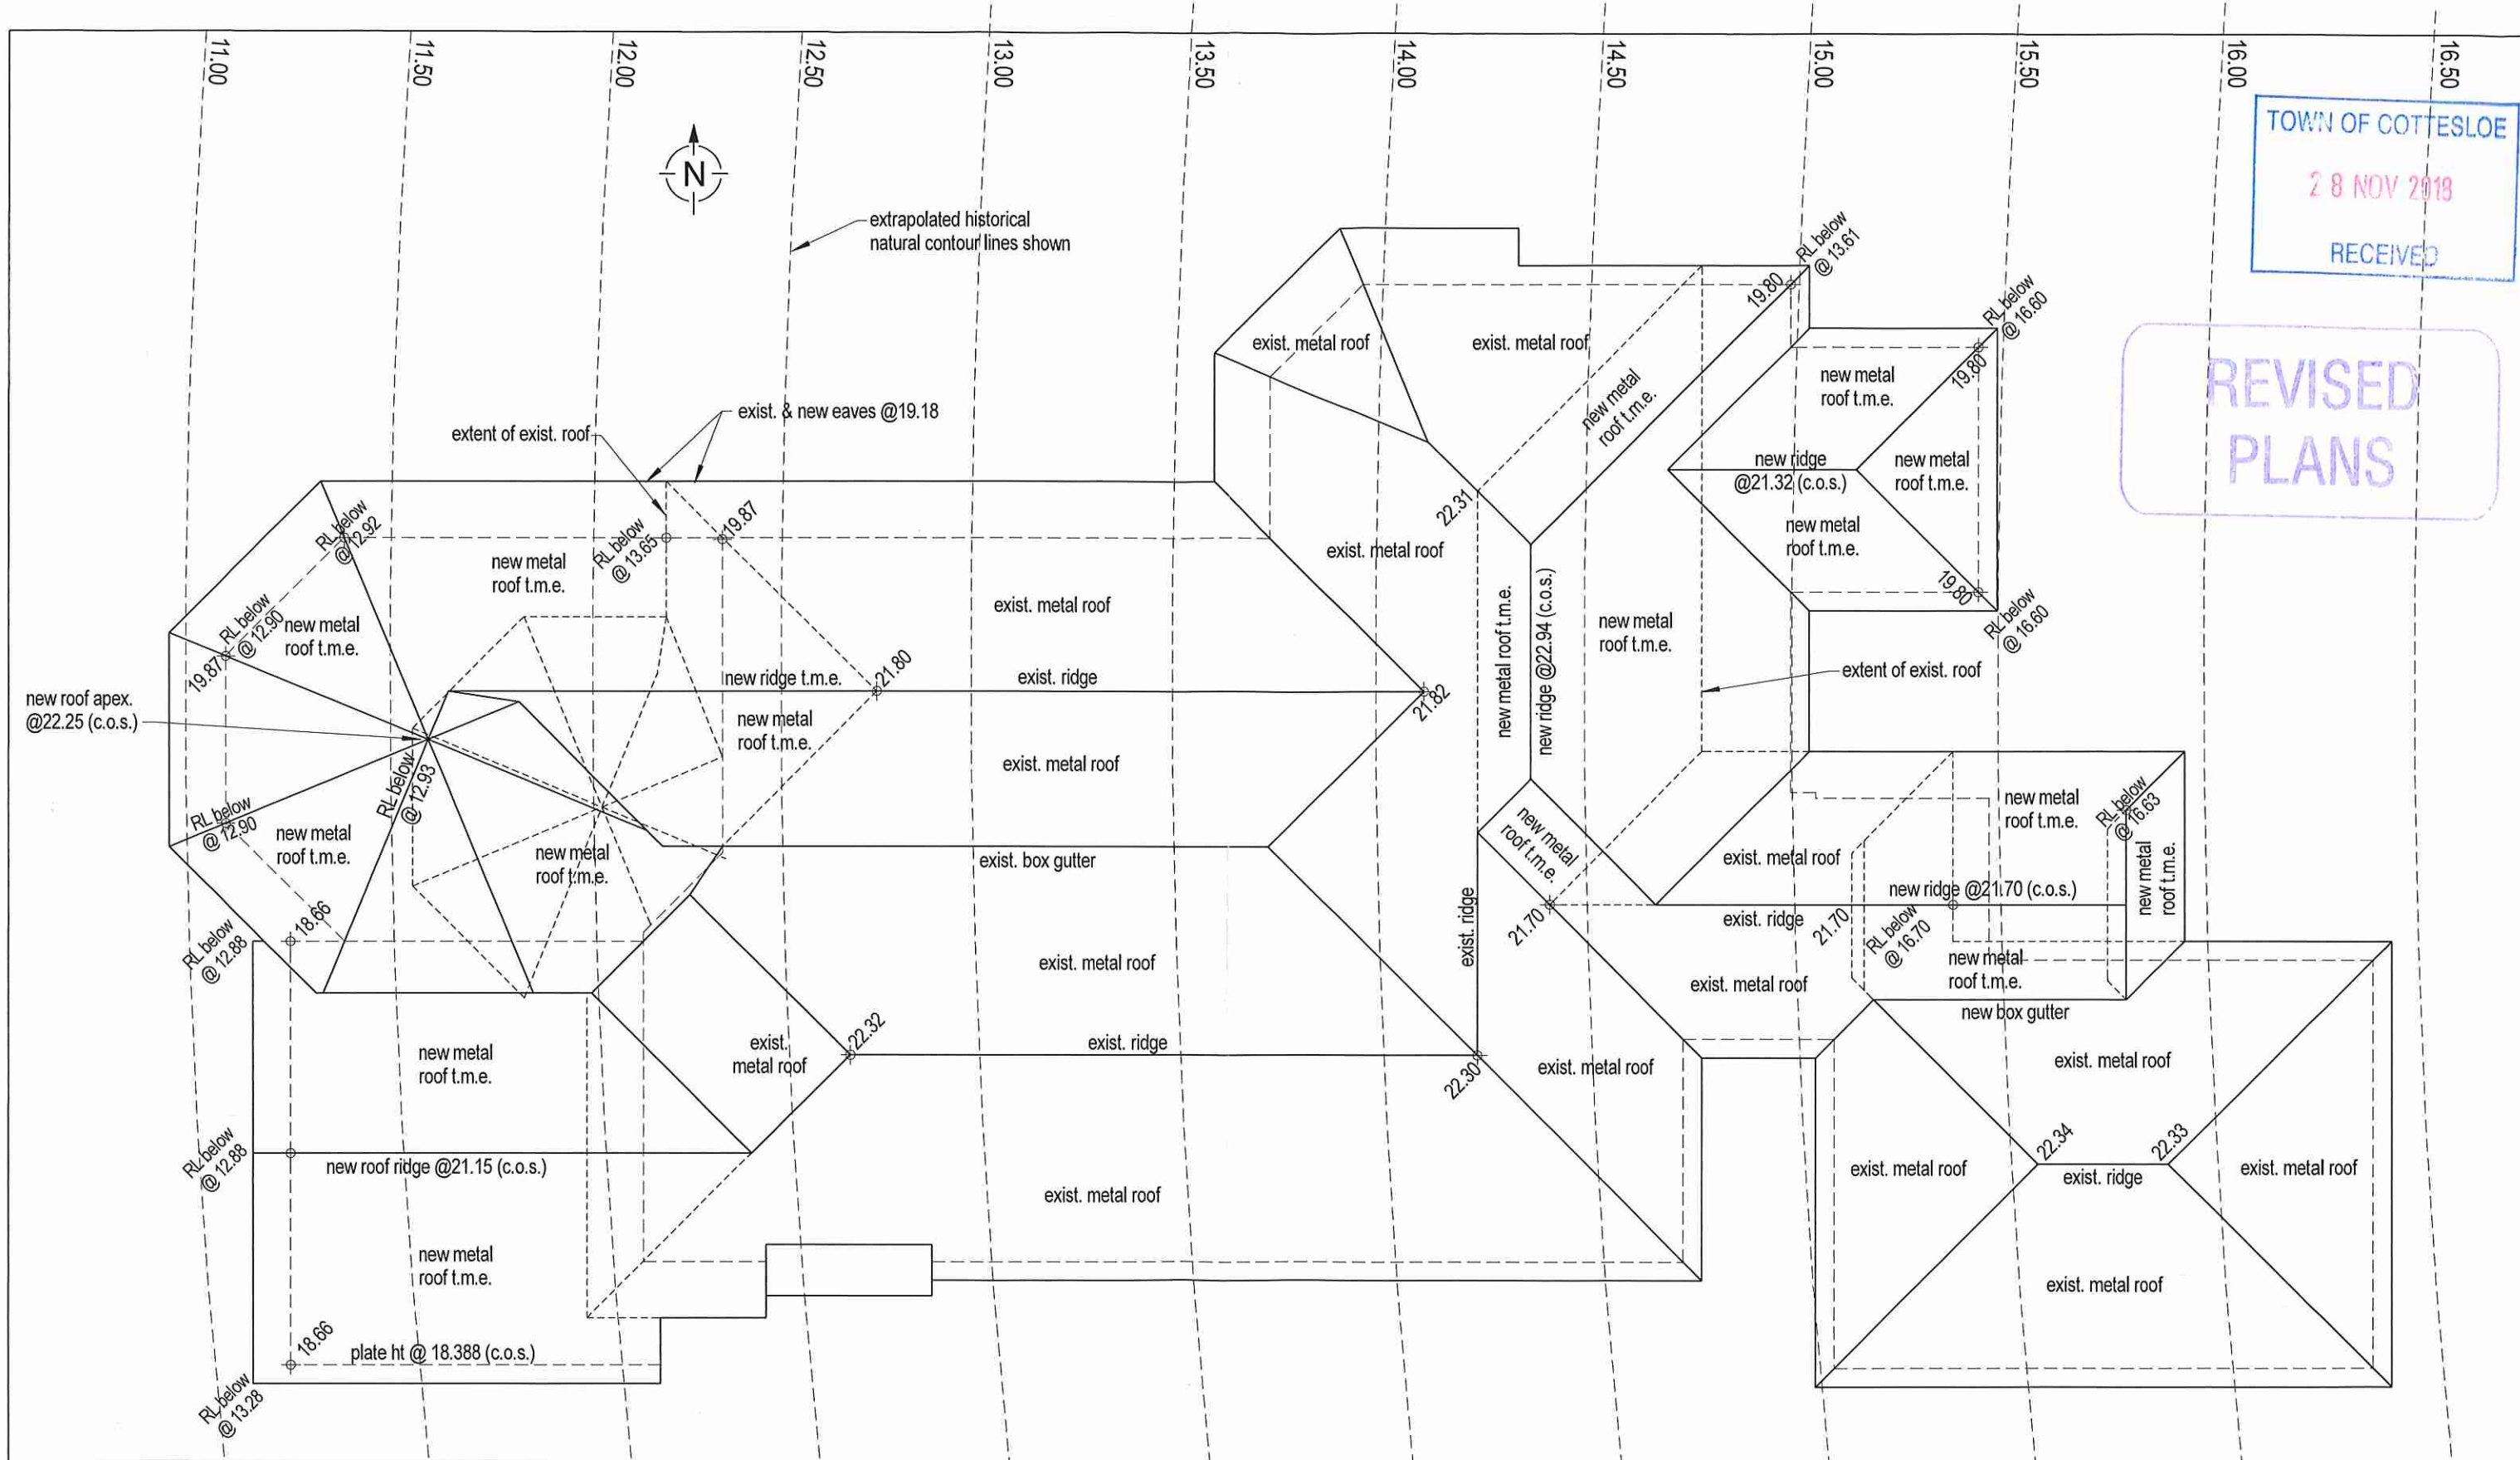 11.00
11.50
12.00
12.50
13.00
13.50
14.00
14.50
15.00
15.50
16.00
16.50
TOWN OF COTTESLOE
28 NOV 2018
RECEIVED
REVISED
PLANS
N
extrapolated historical
natural contour lines shown
exist. & new eaves @19.18
extent of exist. roof
RL below
@ 12.92
RL below
@ 13.65
19.87
new metal
roof t.m.e.
RL below
@ 12.90
19.87
new metal
roof t.m.e.
new roof apex.
@22.25 (c.o.s.)
RL below
@ 12.93
RL below
@ 12.90
new metal
roof t.m.e.
new metal
roof t.m.e.
new ridge t.m.e.
21.80
new metal
roof t.m.e.
exist. metal roof
exist. ridge
exist. metal roof
21.82
exist. box gutter
exist. metal roof
exist. metal roof
22.31
exist. metal roof
new metal
roof t.m.e.
19.80
RL below
@ 13.61
RL below
@ 16.60
19.80
new metal
roof t.m.e.
new ridge
@21.32 (c.o.s.)
new metal
roof t.m.e.
new metal
roof t.m.e.
19.80
RL below
@ 16.60
new metal roof t.m.e.
new ridge @22.94 (c.o.s.)
new metal
roof t.m.e.
extent of exist. roof
new metal
roof t.m.e.
exist. ridge
21.70
exist. metal roof
new metal
roof t.m.e.
RL below
@ 16.63
new metal
roof t.m.e.
new ridge @21.70 (c.o.s.)
exist. ridge
21.70
RL below
@ 16.70
exist. metal roof
new metal
roof t.m.e.
new box gutter
RL below
@ 12.88
18.66
new metal
roof t.m.e.
exist.
metal roof
22.32
exist. metal roof
exist. ridge
22.30
exist. metal roof
exist. metal roof
RL below
@ 12.88
new roof ridge @21.15 (c.o.s.)
exist. metal roof
exist. metal roof
22.34
22.33
exist. ridge
exist. metal roof
new metal
roof t.m.e.
exist. metal roof
18.66
plate ht @ 18.388 (c.o.s.)
RL below
@ 13.28